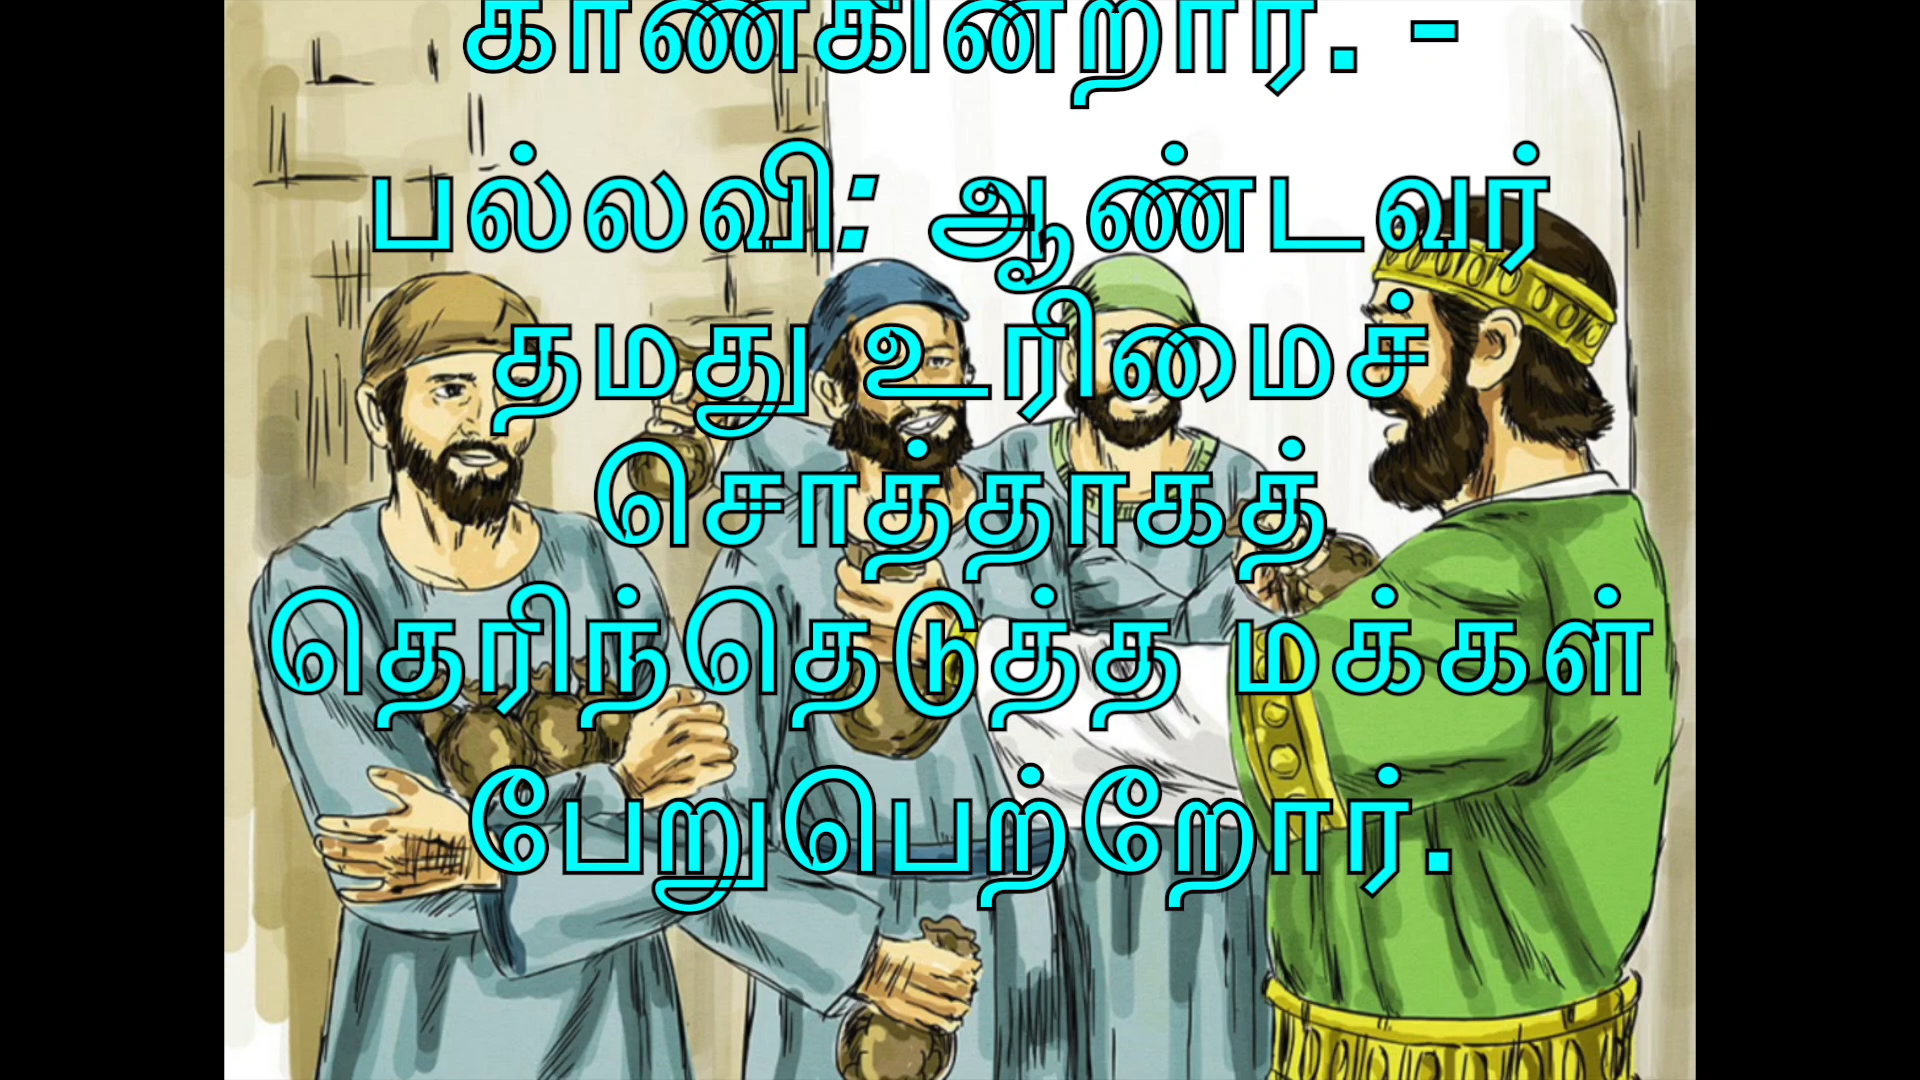 காண்கின்றார். -
பல்லவி: ஆண்டவர்
தமது உரிமைச்
சொத்தாகத்
தெரிந்தெடுத்த மக்கள்
பேறுபெற்றோர்.